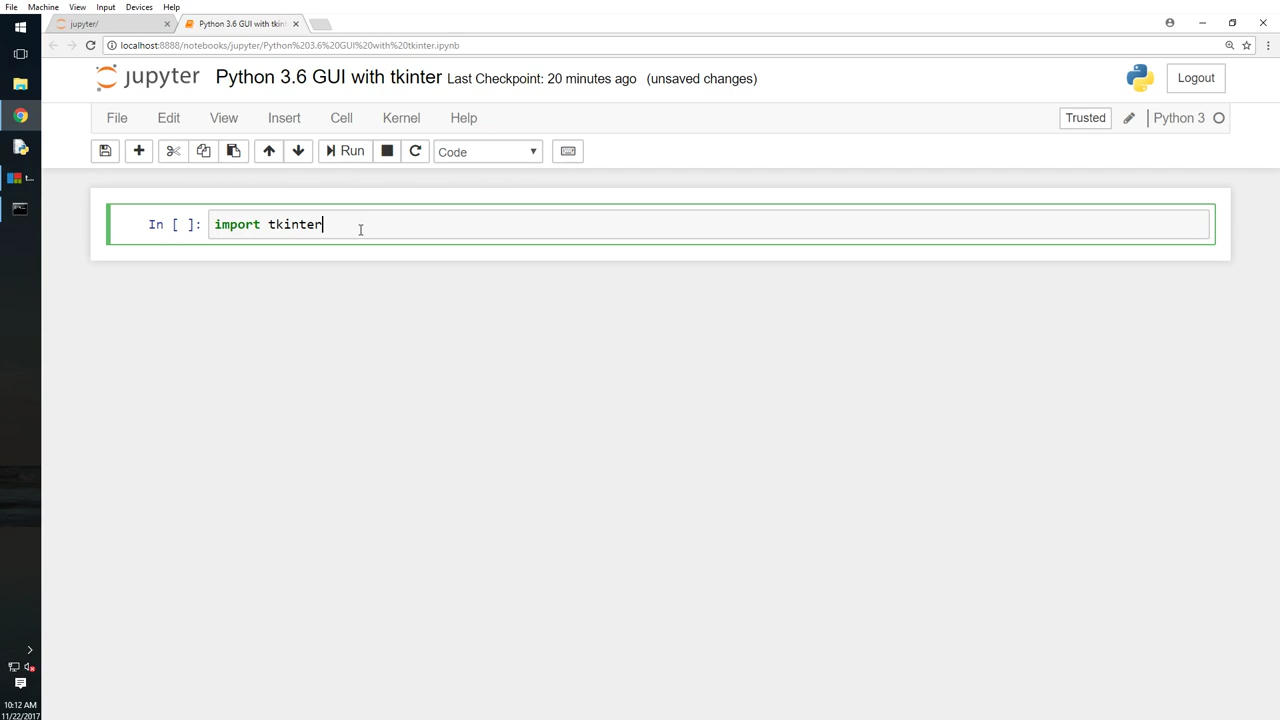 File Machine View Input Devices Help
jupyter/
Python 3.6 GUI with tkin
localhost:8888/notebooks/jupyter/Python%203.6%20GUI%20with%20tkinter.ipynb
jupyter Python 3.6 GUI with tkinter Last Checkpoint: 20 minutes ago (unsaved changes)
Logout
File Edit View Insert Cell Kernel Help
Trusted Python 3
Run Code
In [ ]: import tkinter
10:12 AM
11/22/2017